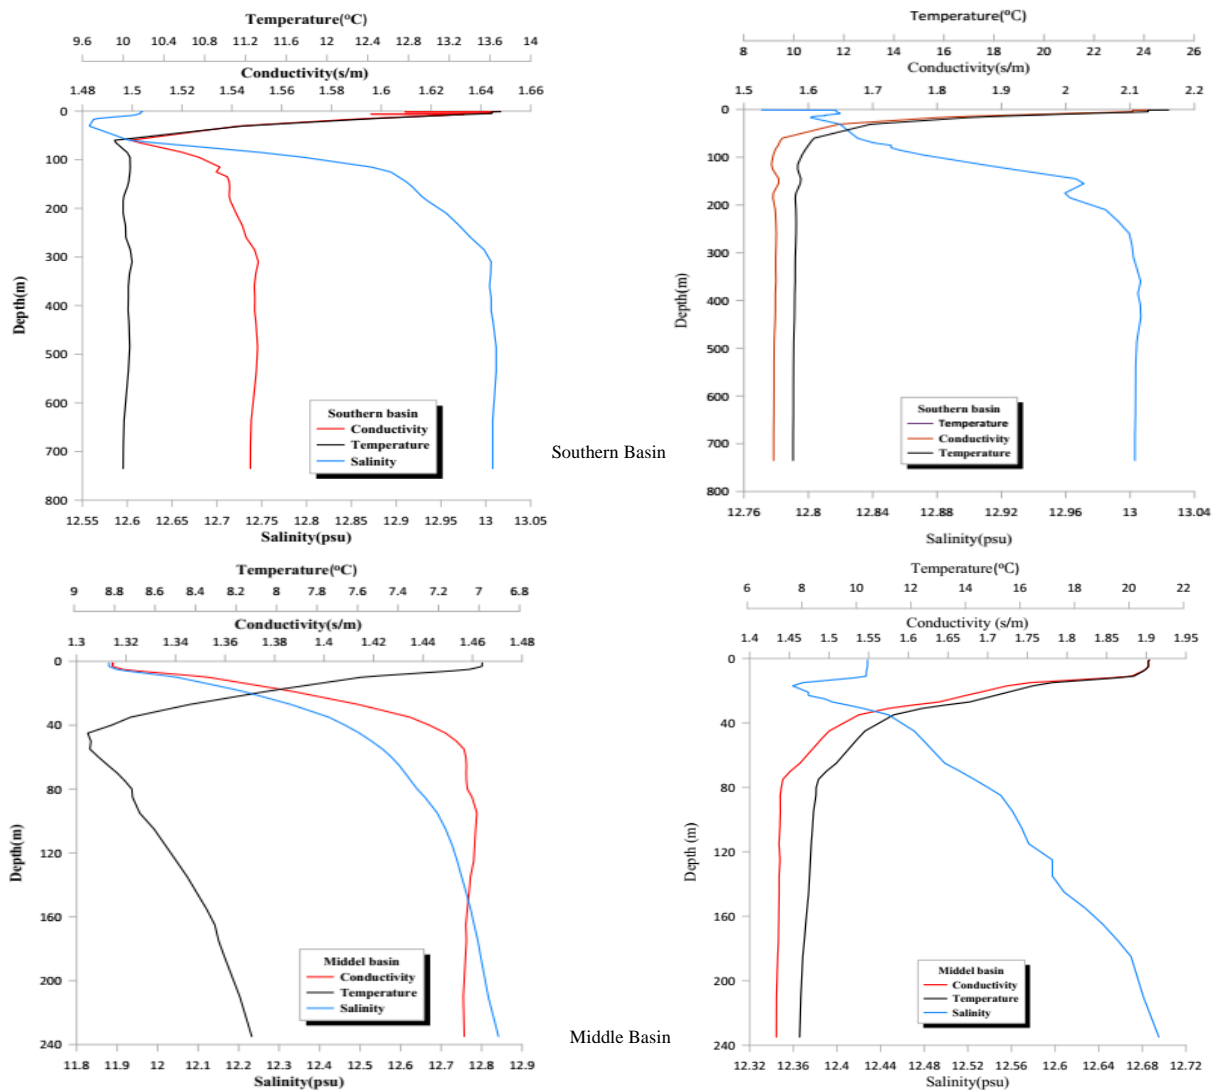 Temperature(°C)
9.6 10 10.4 10.8 11.2 11.6 12 12.4 12.8 13.2 13.6 14
Conductivity(s/m)
1.48 1.5 1.52 1.54 1.56 1.58 1.6 1.62 1.64 1.66
0
100
200
300
400
500
600
700
800
Depth(m)
Southern basin
Conductivity
Temperature
Salinity
12.55 12.6 12.65 12.7 12.75 12.8 12.85 12.9 12.95 13 13.05
Salinity(psu)
Temperature(°C)
8 10 12 14 16 18 20 22 24 26
Conductivity(s/m)
1.5 1.6 1.7 1.8 1.9 2 2.1 2.2
0
100
200
300
400
500
600
700
800
Depth(m)
Southern basin
Temperature
Conductivity
Temperature
12.76 12.8 12.84 12.88 12.92 12.96 13 13.04
Salinity(psu)
Southern Basin
Temperature(°C)
9 8.8 8.6 8.4 8.2 8 7.8 7.6 7.4 7.2 7 6.8
Conductivity(s/m)
1.3 1.32 1.34 1.36 1.38 1.4 1.42 1.44 1.46 1.48
0
40
80
120
160
200
240
Depth(m)
Middel basin
Conductivity
Temperature
Salinity
11.8 11.9 12 12.1 12.2 12.3 12.4 12.5 12.6 12.7 12.8 12.9
Salinity(psu)
Temperature(°C)
6 8 10 12 14 16 18 20 22
Conductivity (s/m)
1.4 1.45 1.5 1.55 1.6 1.65 1.7 1.75 1.8 1.85 1.9 1.95
0
40
80
120
160
200
240
Depth (m)
Middel basin
Conductivity
Temperature
Salinity
12.32 12.36 12.4 12.44 12.48 12.52 12.56 12.6 12.64 12.68 12.72
Salinity(psu)
Middle Basin